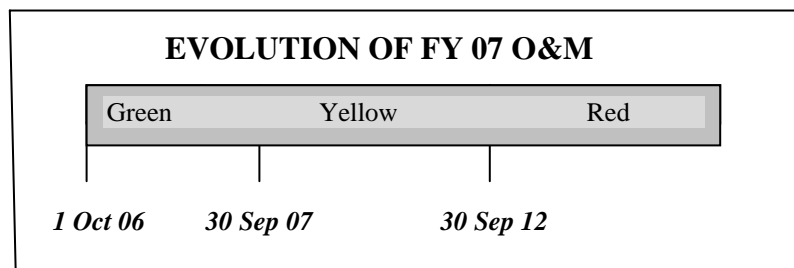 EVOLUTION OF FY 07 O&M
Green Yellow Red
1 Oct 06 30 Sep 07 30 Sep 12